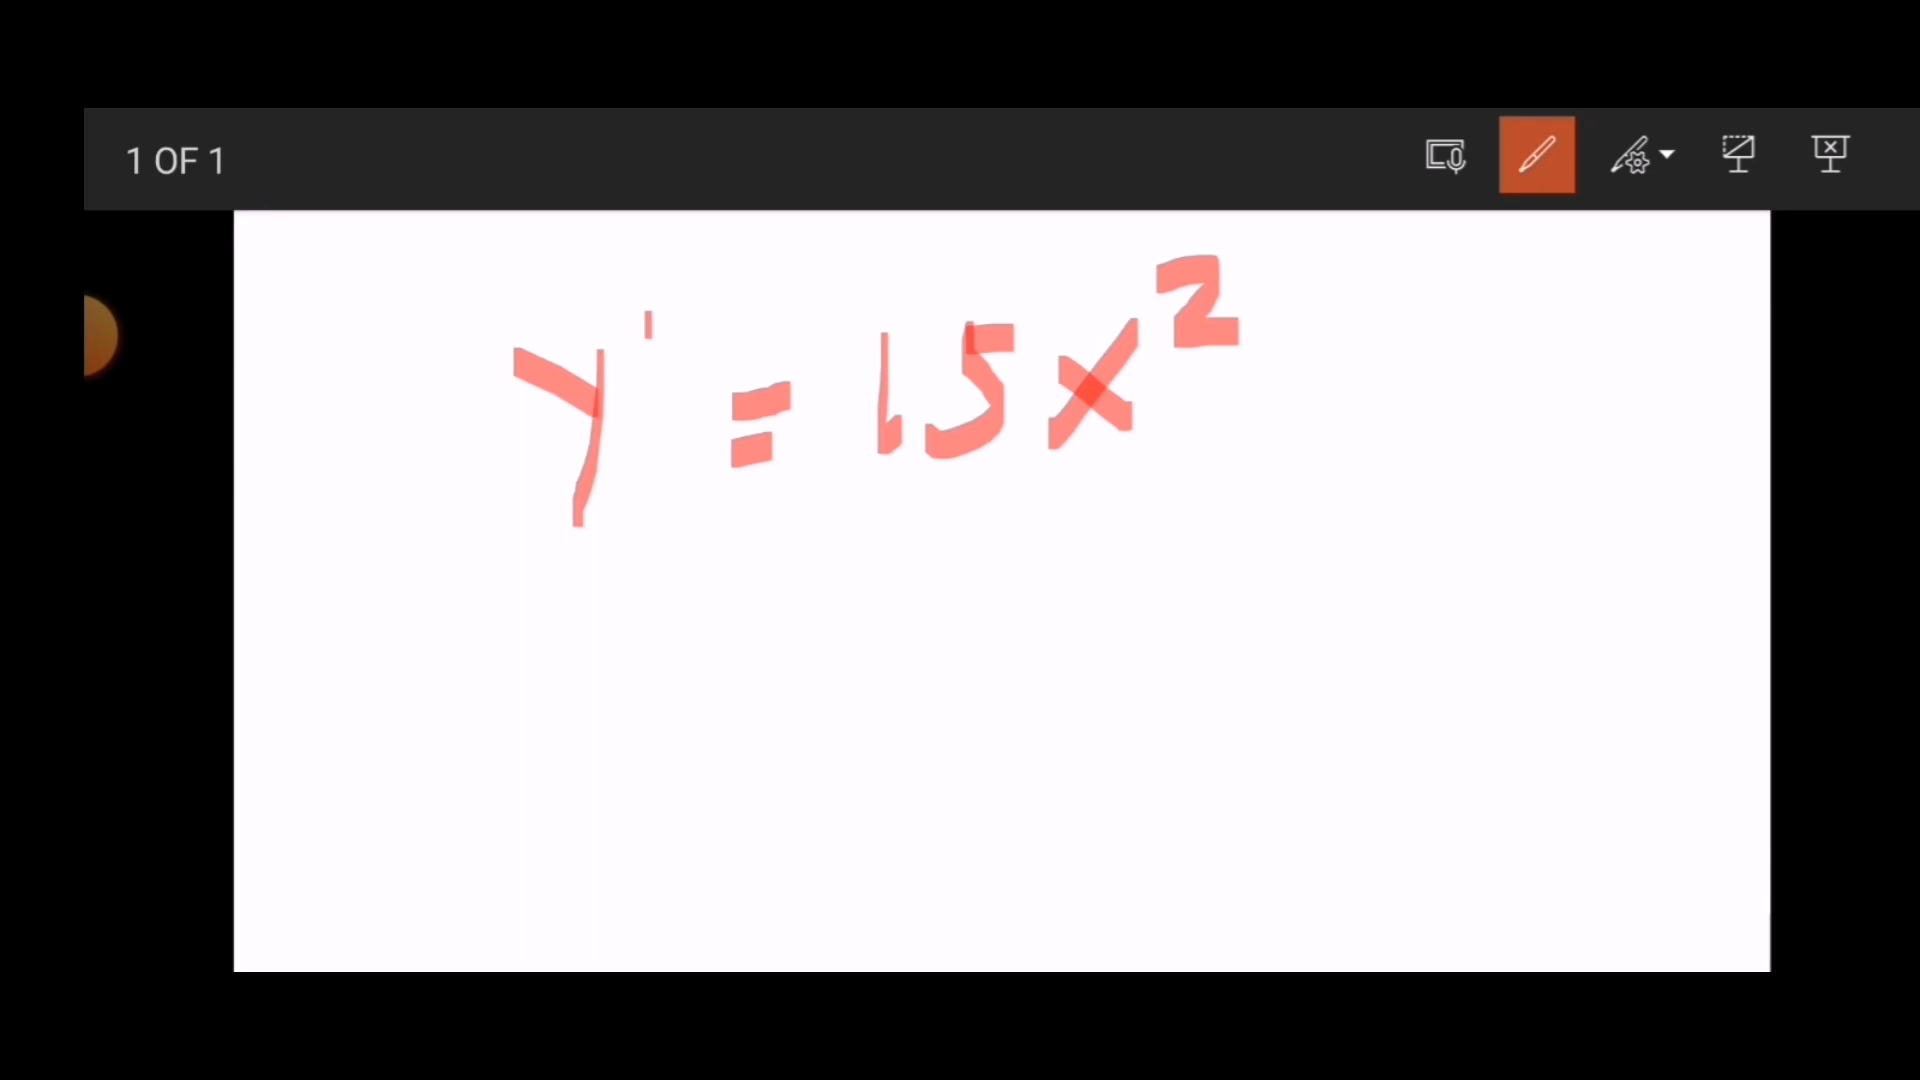 1 OF 1
y' = 15x²